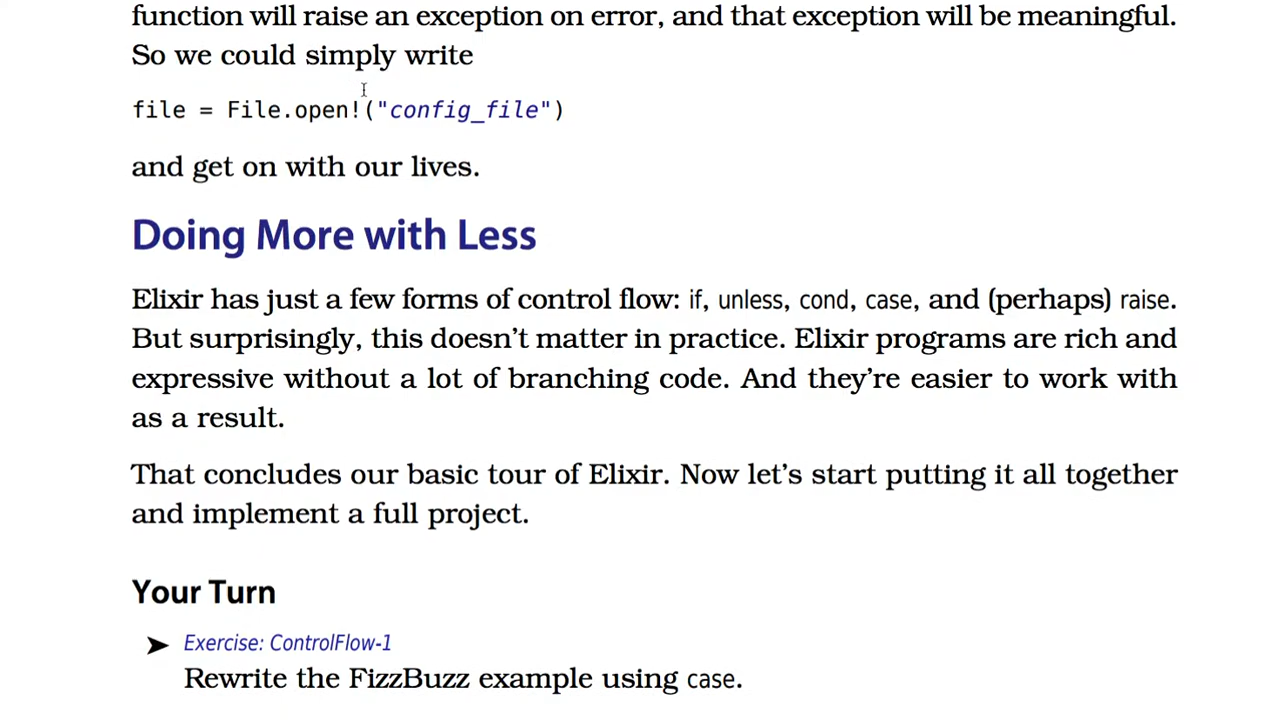 function will raise an exception on error, and that exception will be meaningful.
So we could simply write
file = File.open!("config_file")
and get on with our lives.
Doing More with Less
Elixir has just a few forms of control flow: if, unless, cond, case, and (perhaps) raise.
But surprisingly, this doesn’t matter in practice. Elixir programs are rich and
expressive without a lot of branching code. And they’re easier to work with
as a result.
That concludes our basic tour of Elixir. Now let’s start putting it all together
and implement a full project.
Your Turn
➤ Exercise: ControlFlow-1
Rewrite the FizzBuzz example using case.